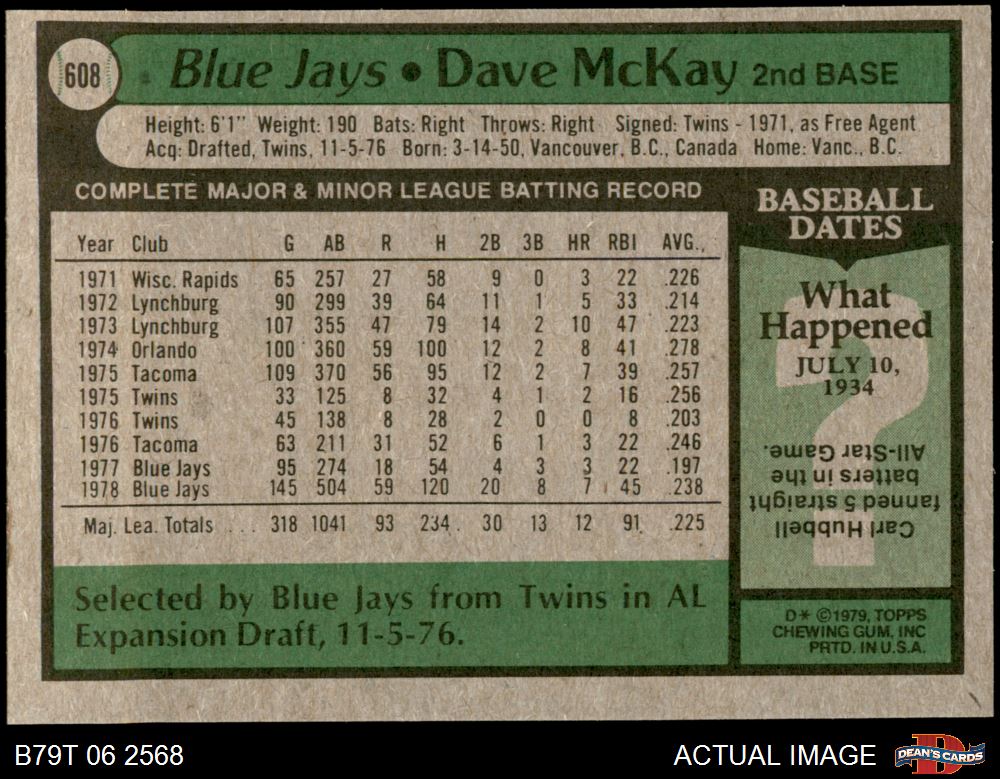 608 Blue Jays • Dave McKay 2nd BASE
Height: 6'1" Weight: 190 Bats: Right Throws: Right Signed: Twins - 1971, as Free Agent
Acq: Drafted, Twins, 11-5-76 Born: 3-14-50, Vancouver, B.C., Canada Home: Vanc., B.C.
COMPLETE MAJOR & MINOR LEAGUE BATTING RECORD
Year Club G AB R H 2B 3B HR RBI AVG.
1971 Wisc. Rapids 65 257 27 58 9 0 3 22 .226
1972 Lynchburg 90 299 39 64 11 1 5 33 .214
1973 Lynchburg 107 355 47 79 14 2 10 47 .223
1974 Orlando 100 360 59 100 12 2 8 41 .278
1975 Tacoma 109 370 56 95 12 2 7 39 .257
1975 Twins 33 125 8 32 4 1 2 16 .256
1976 Twins 45 138 8 28 2 0 0 8 .203
1976 Tacoma 63 211 31 52 6 1 3 22 .246
1977 Blue Jays 95 274 18 54 4 3 3 22 .197
1978 Blue Jays 145 504 59 120 20 8 7 45 .238
Maj. Lea. Totals . . . 318 1041 93 234 30 13 12 91 .225
Selected by Blue Jays from Twins in AL
Expansion Draft, 11-5-76.
BASEBALL
DATES
What
Happened
JULY 10,
1934
?
Carl Hubbell
fanned 5 straight
batters in the
All-Star Game.
D* ©1979, TOPPS
CHEWING GUM, INC
PRTD. IN U.S.A.
B79T 06 2568
ACTUAL IMAGE
D
DEAN'S CARDS